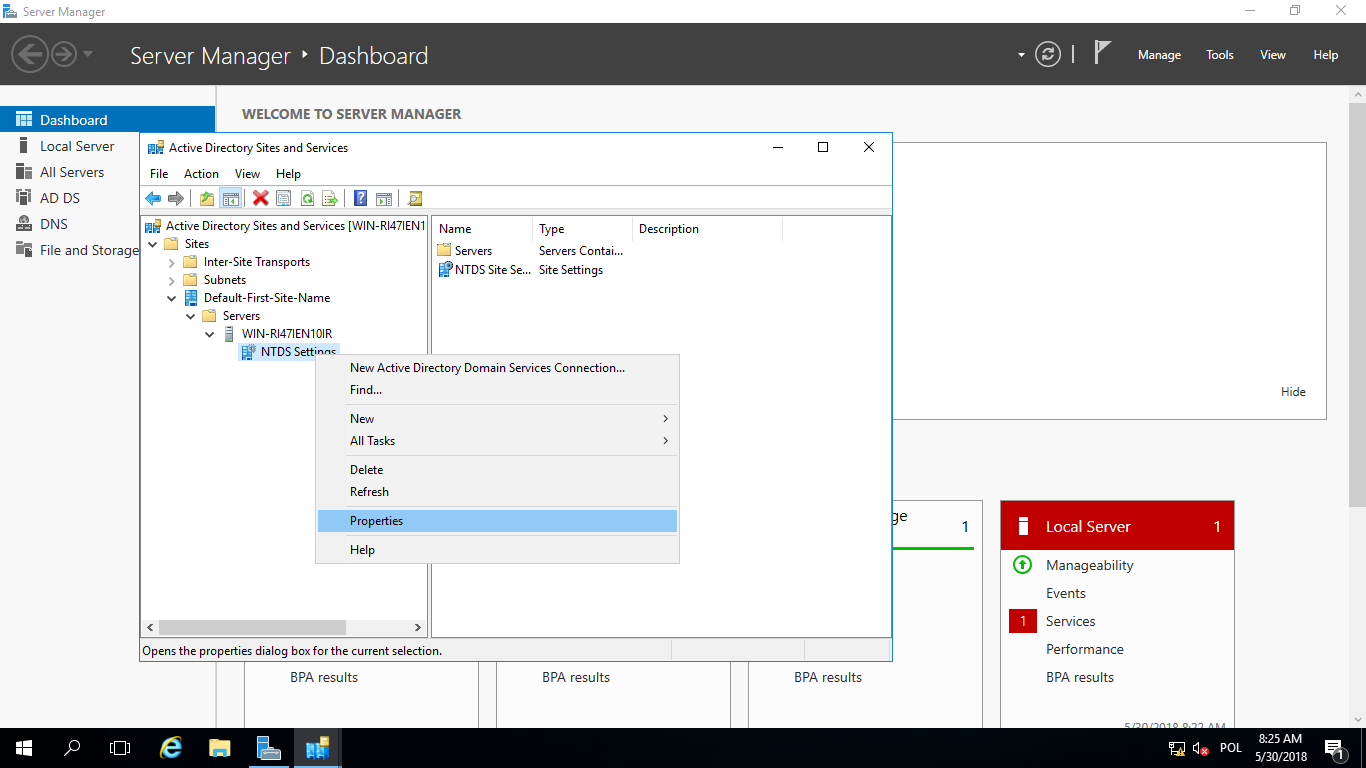 Server Manager
Server Manager Dashboard
Manage Tools View Help
Dashboard
Local Server
All Servers
AD DS
DNS
File and Storage
WELCOME TO SERVER MANAGER
Hide
Active Directory Sites and Services
File Action View Help
Active Directory Sites and Services [WIN-RI47IEN1
Sites
Inter-Site Transports
Subnets
Default-First-Site-Name
Servers
WIN-RI47IEN10IR
NTDS Settings
Name Type Description
Servers Servers Contai...
NTDS Site Se... Site Settings
New Active Directory Domain Services Connection...
Find...
New
All Tasks
Delete
Refresh
Properties
Help
Opens the properties dialog box for the current selection.
ge 1
BPA results
BPA results
BPA results
Local Server 1
Manageability
Events
1 Services
Performance
BPA results
5/30/2018 8:22 AM
POL
8:25 AM
5/30/2018
1